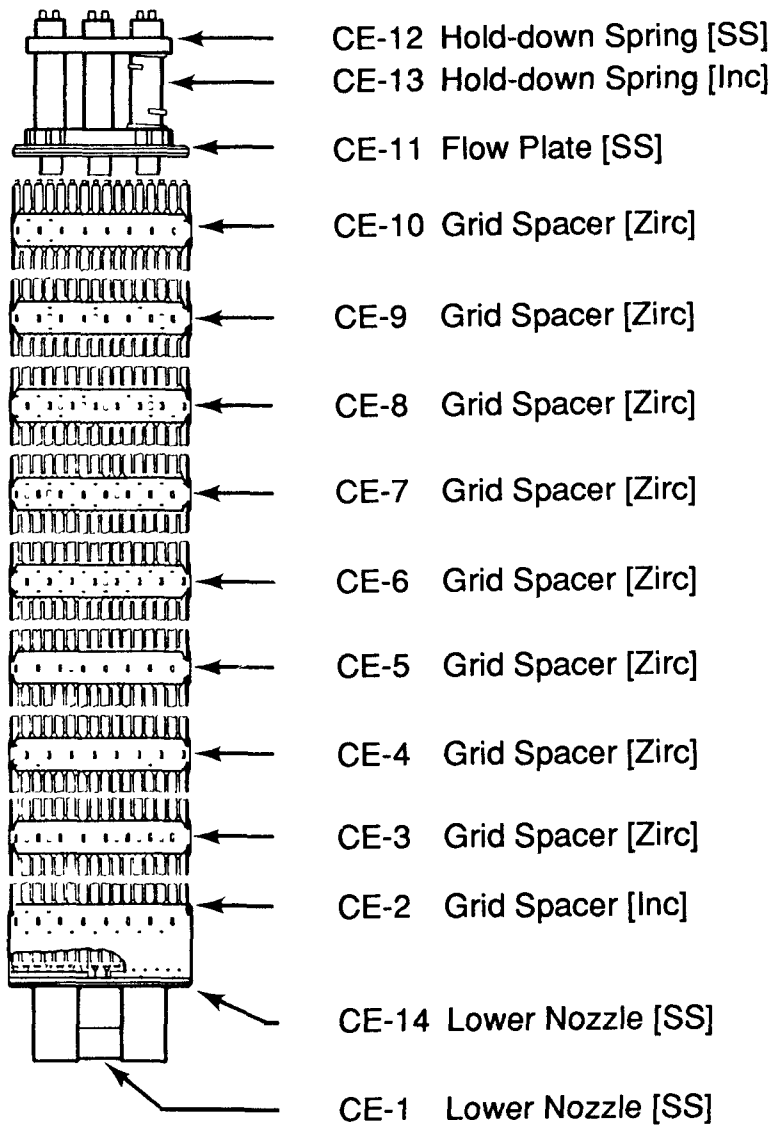 CE-12 Hold-down Spring [SS]
CE-13 Hold-down Spring [Inc]
CE-11 Flow Plate [SS]
CE-10 Grid Spacer [Zirc]
CE-9 Grid Spacer [Zirc]
CE-8 Grid Spacer [Zirc]
CE-7 Grid Spacer [Zirc]
CE-6 Grid Spacer [Zirc]
CE-5 Grid Spacer [Zirc]
CE-4 Grid Spacer [Zirc]
CE-3 Grid Spacer [Zirc]
CE-2 Grid Spacer [Inc]
CE-14 Lower Nozzle [SS]
CE-1 Lower Nozzle [SS]